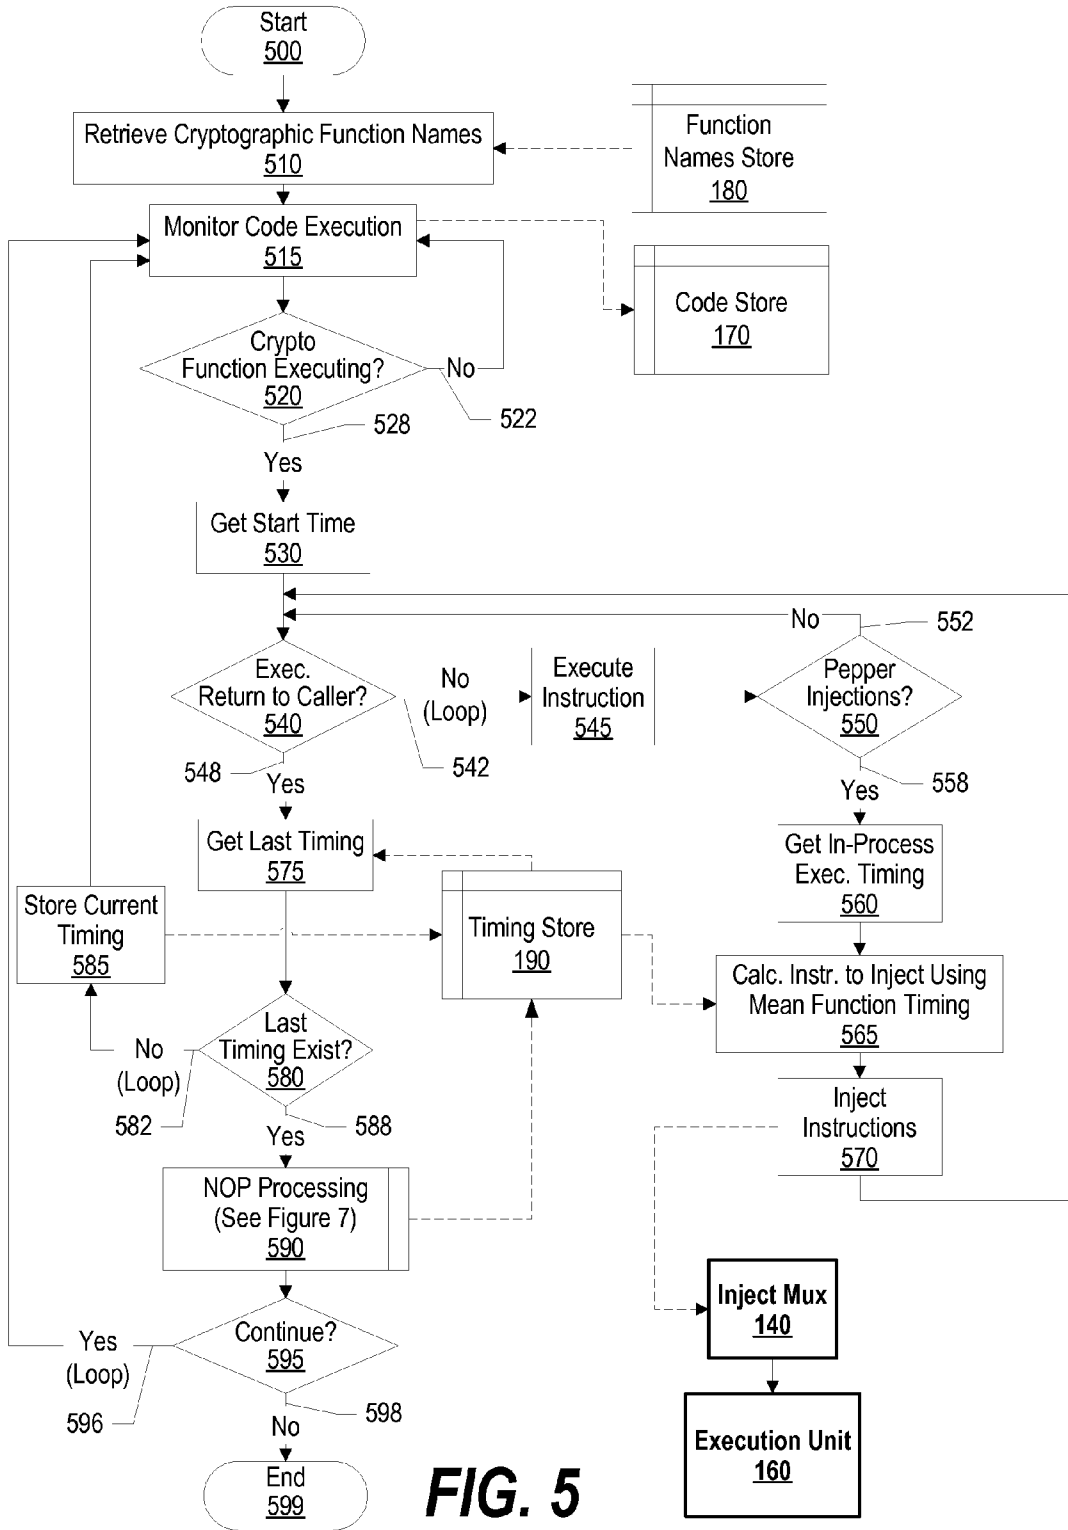 Start
500
Retrieve Cryptographic Function Names
510
Function
Names Store
180
Monitor Code Execution
515
Code Store
170
Crypto
Function Executing?
520
No
522
528
Yes
Get Start Time
530
No
552
Exec.
Return to Caller?
540
No
(Loop)
542
Execute
Instruction
545
Pepper
Injections?
550
548
Yes
558
Yes
Get Last Timing
575
Get In-Process
Exec. Timing
560
Store Current
Timing
585
Timing Store
190
Calc. Instr. to Inject Using
Mean Function Timing
565
Last
Timing Exist?
580
No
(Loop)
582
588
Yes
Inject
Instructions
570
NOP Processing
(See Figure 7)
590
Inject Mux
140
Continue?
595
Yes
(Loop)
596
598
No
Execution Unit
160
End
599
FIG. 5